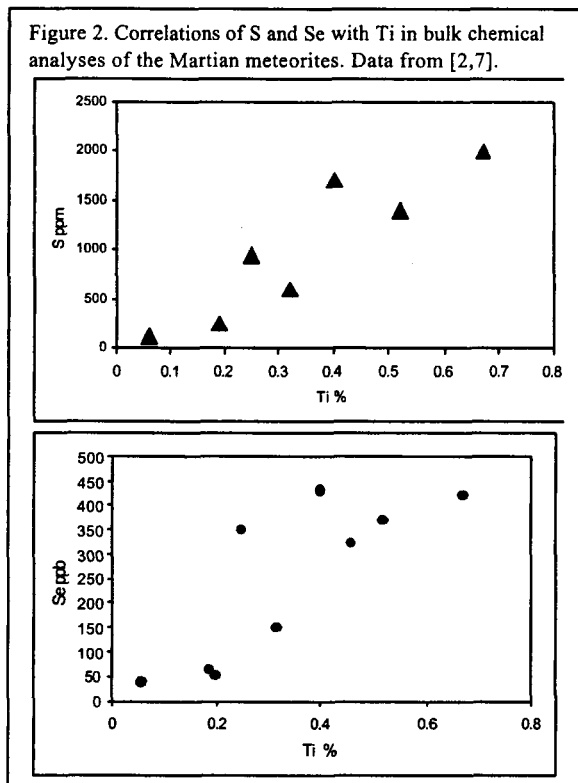 Figure 2. Correlations of S and Se with Ti in bulk chemical
analyses of the Martian meteorites. Data from [2,7].
2500
2000
1500
1000
500
0
S ppm
0 0.1 0.2 0.3 0.4 0.5 0.6 0.7 0.8
Ti %
500
450
400
350
300
250
200
150
100
50
0
Se ppb
0 0.2 0.4 0.6 0.8
Ti %